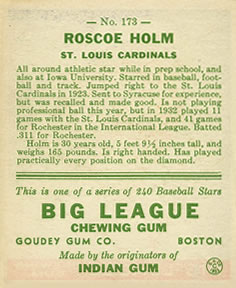 No. 173
ROSCOE HOLM
ST. LOUIS CARDINALS
All around athletic star while in prep school, and
also at Iowa University. Starred in baseball, foot-
ball and track. Jumped right to the St. Louis
Cardinals in 1923. Sent to Syracuse for experience,
but was recalled and made good. Is not playing
professional ball this year, but in 1932 played 11
games with the St. Louis Cardinals, and 41 games
for Rochester in the International League. Batted
.311 for Rochester.
Holm is 30 years old, 5 feet 9½ inches tall, and
weighs 165 pounds. Is right handed. Has played
practically every position on the diamond.
This is one of a series of 240 Baseball Stars
BIG LEAGUE
CHEWING GUM
GOUDEY GUM CO. BOSTON
Made by the originators of
INDIAN GUM